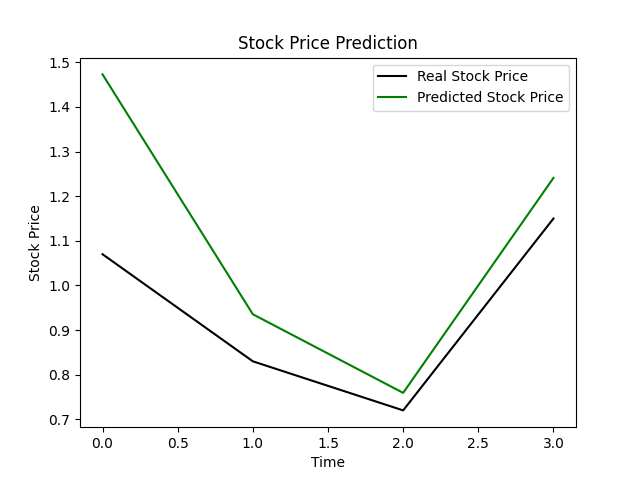 Stock Price Prediction
Real Stock Price
Predicted Stock Price
Stock Price
1.5
1.4
1.3
1.2
1.1
1.0
0.9
0.8
0.7
0.0 0.5 1.0 1.5 2.0 2.5 3.0
Time